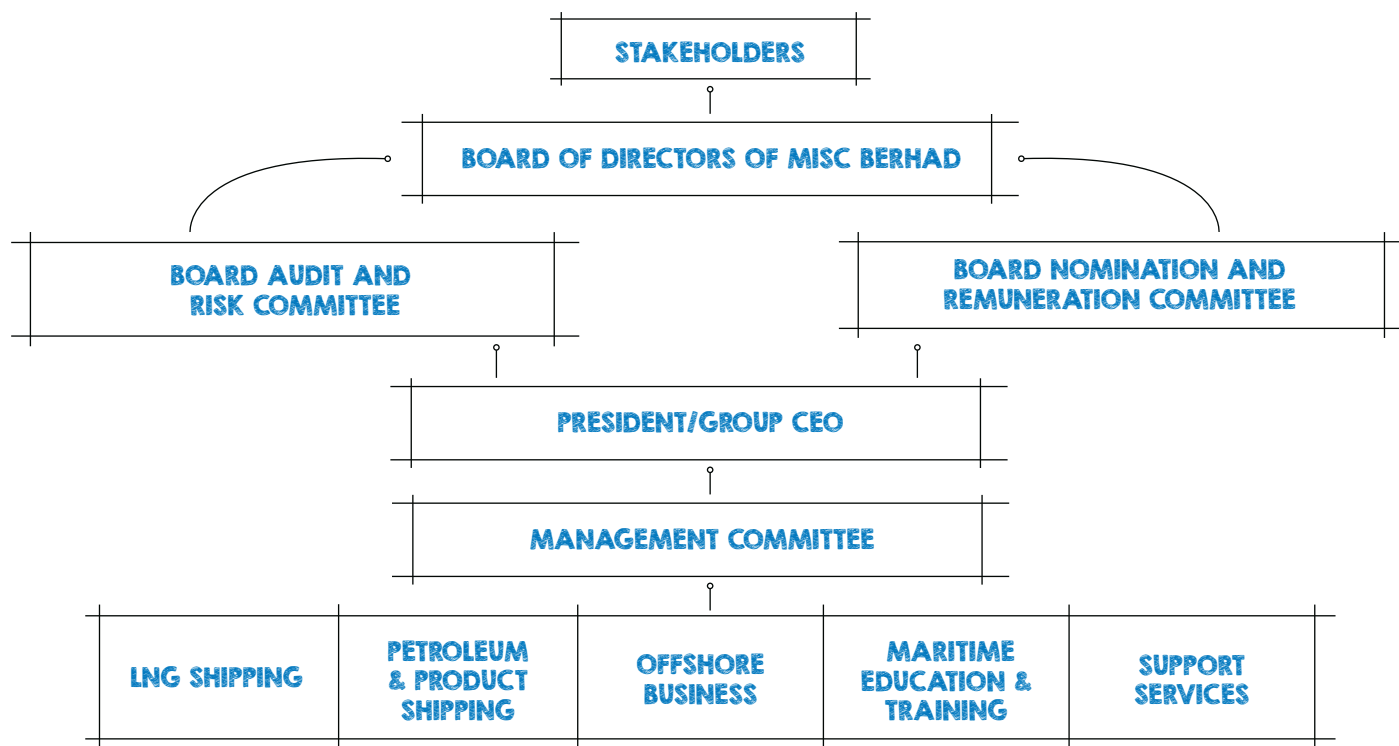 STAKEHOLDERS
BOARD OF DIRECTORS OF MISC BERHAD
BOARD AUDIT AND
RISK COMMITTEE
BOARD NOMINATION AND
REMUNERATION COMMITTEE
PRESIDENT/GROUP CEO
MANAGEMENT COMMITTEE
LNG SHIPPING
PETROLEUM
& PRODUCT
SHIPPING
OFFSHORE
BUSINESS
MARITIME
EDUCATION &
TRAINING
SUPPORT
SERVICES